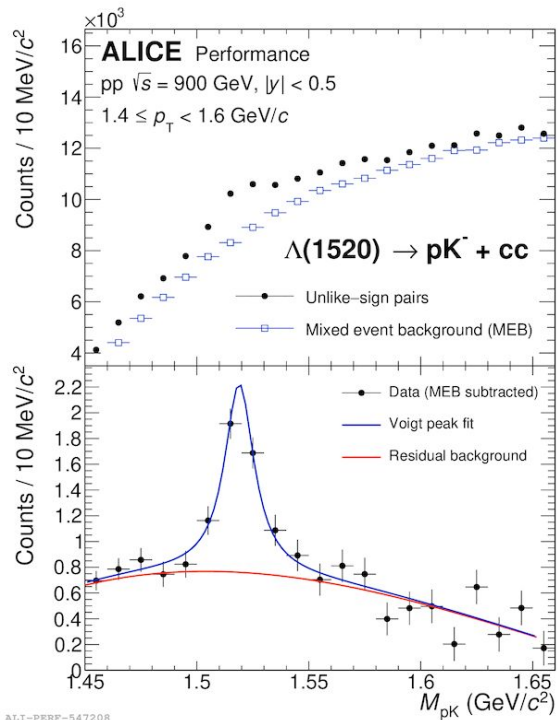 ×10³
ALICE Performance
pp √s = 900 GeV, |y| < 0.5
1.4 ≤ p_T < 1.6 GeV/c
Counts / 10 MeV/c²
16
14
12
10
8
6
4
Λ(1520) → pK⁻ + cc
Unlike−sign pairs
Mixed event background (MEB)
Counts / 10 MeV/c²
2.2
2
1.8
1.6
1.4
1.2
1
0.8
0.6
0.4
0.2
0
Data (MEB subtracted)
Voigt peak fit
Residual background
1.45 1.5 1.55 1.6 1.65
M_pK (GeV/c²)
ALI−PERF−547208